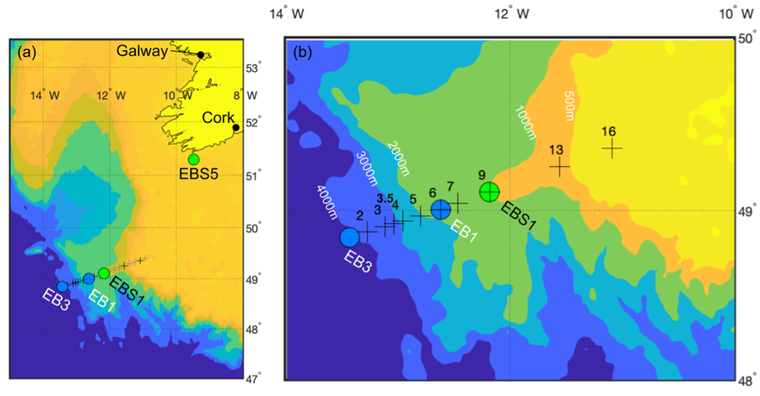 (a)
Galway
53°
14° W
12° W
10° W
8° W
Cork
52°
EBS5
51°
50°
49°
EB3
EB1
EBS1
48°
47°
14° W
12° W
10° W
(b)
50°
1000m
500m
16
13
2000m
3000m
4000m
9
7
6
5
4
3.5
3
2
EBS1
EB1
EB3
49°
48°